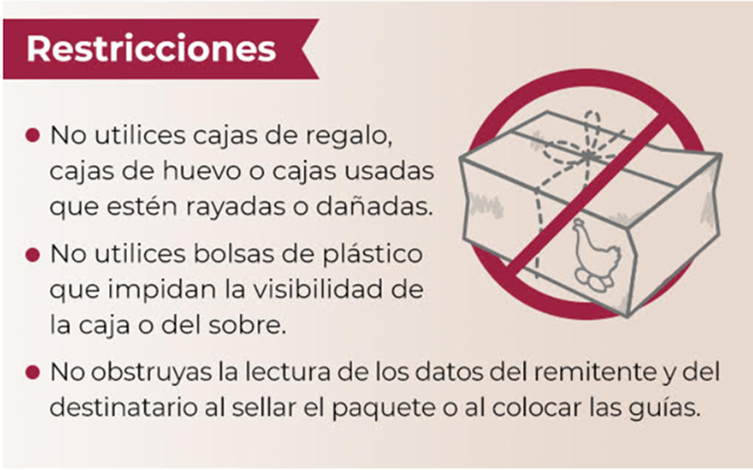 Restricciones
No utilices cajas de regalo,
cajas de huevo o cajas usadas
que estén rayadas o dañadas.
No utilices bolsas de plástico
que impidan la visibilidad de
la caja o del sobre.
No obstruyas la lectura de los datos del remitente y del
destinatario al sellar el paquete o al colocar las guías.